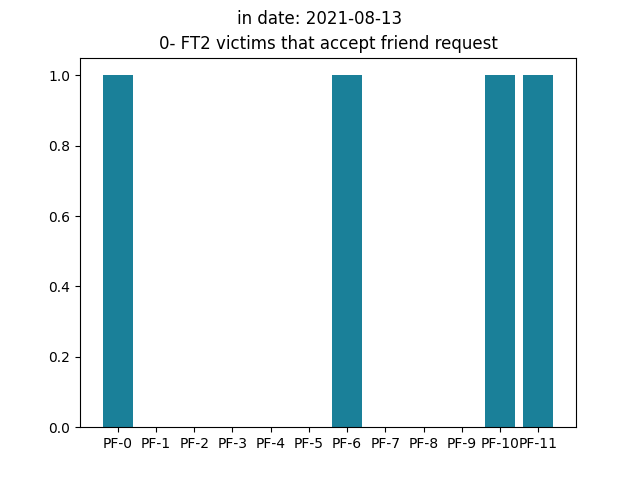 in date: 2021-08-13
0- FT2 victims that accept friend request
1.0
0.8
0.6
0.4
0.2
0.0
PF-0 PF-1 PF-2 PF-3 PF-4 PF-5 PF-6 PF-7 PF-8 PF-9 PF-10 PF-11